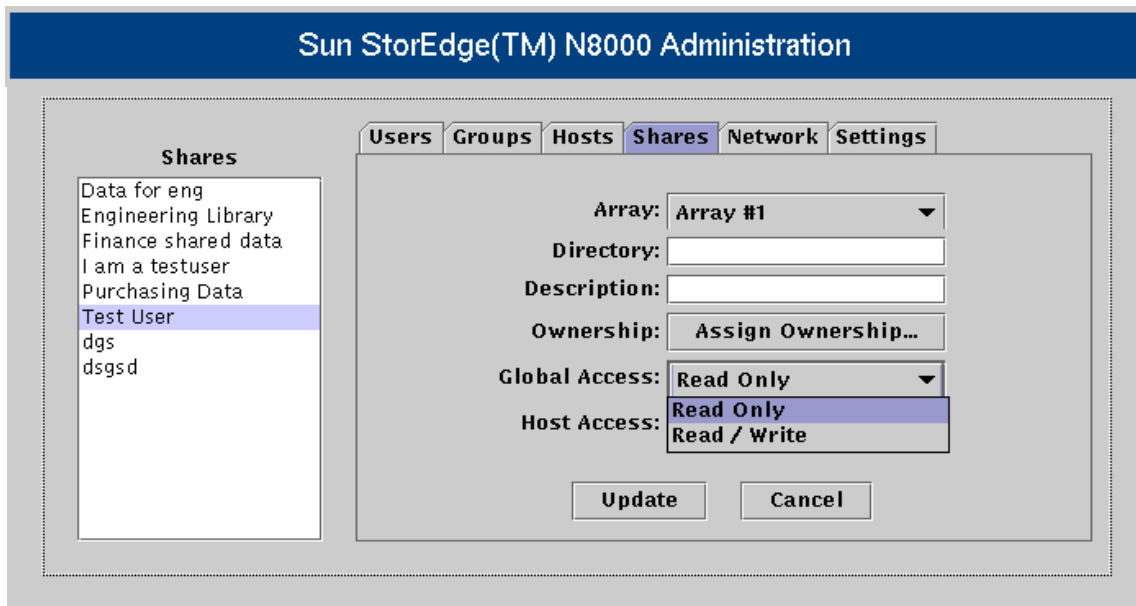 Sun StorEdge(TM) N8000 Administration
Users Groups Hosts Shares Network Settings
Shares
Data for eng
Engineering Library
Finance shared data
I am a testuser
Purchasing Data
Test User
dgs
dsgsd
Array: Array #1
Directory:
Description:
Ownership: Assign Ownership...
Global Access: Read Only
Read Only
Host Access:
Read / Write
Update Cancel